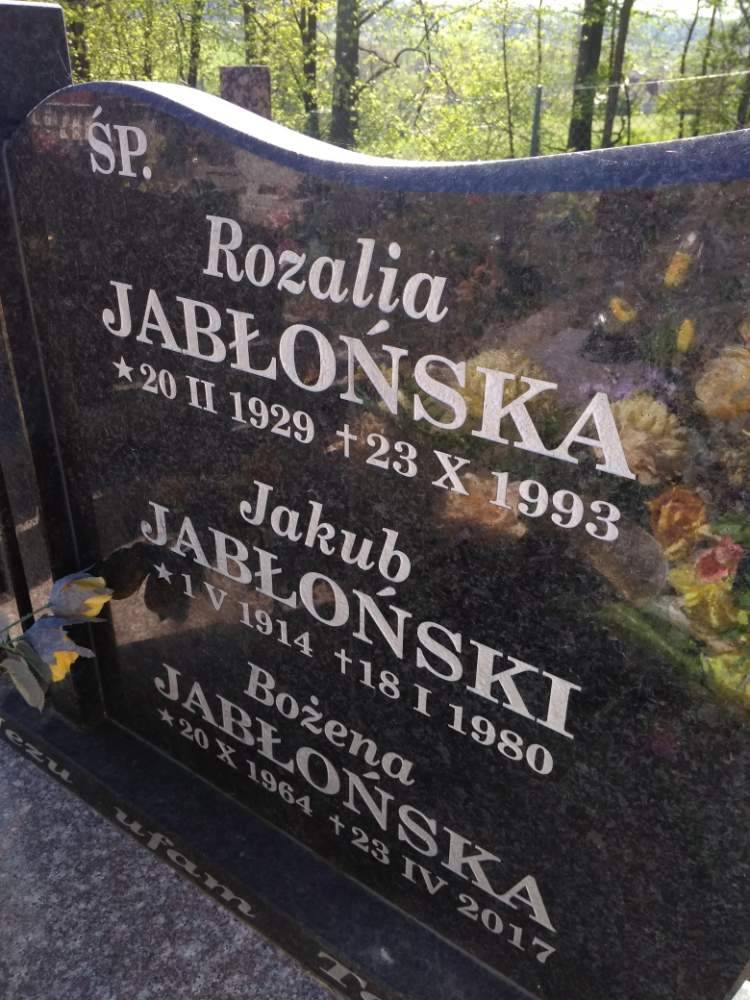 ŚP.
Rozalia
JABŁOŃSKA
★20 II 1929 †23 X 1993
Jakub
JABŁOŃSKI
★1 V 1914 †18 I 1980
Bożena
JABŁOŃSKA
★20 X 1964 †23 IV 2017
Jezu ufam